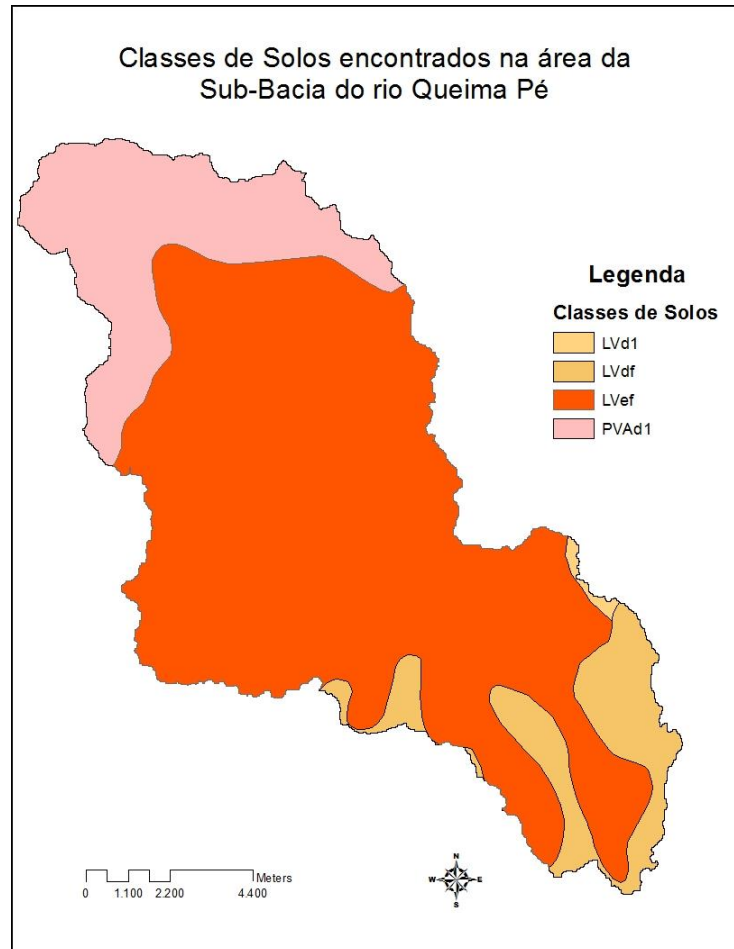 Classes de Solos encontrados na área da
Sub-Bacia do rio Queima Pé
Legenda
Classes de Solos
LVd1
LVdf
LVef
PVAd1
Meters
0 1.100 2.200 4.400
N
W E
S